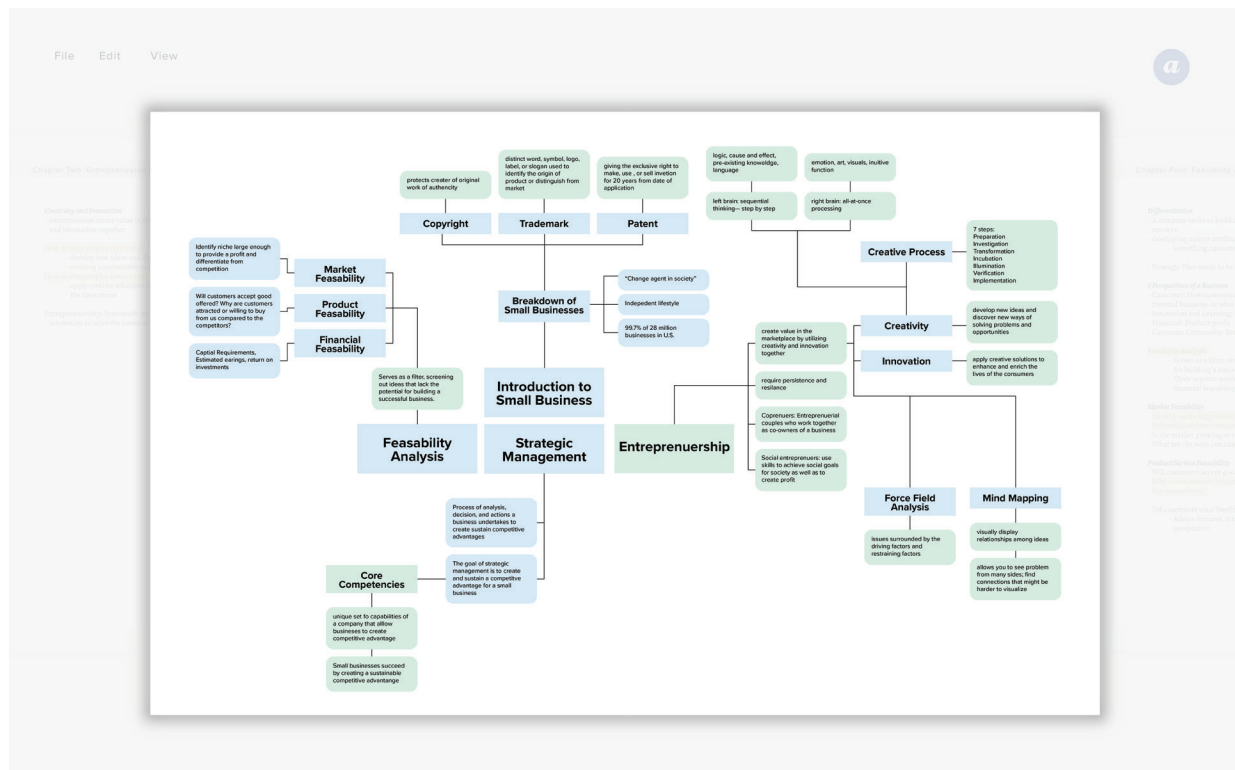 File Edit View
a
protects creater of original
work of authencity
distinct word, symbol, logo,
label, or slogan used to
identify the origin of
product or distinguish from
market
giving the exclusive right to
make, use , or sell invetion
for 20 years from date of
application
Copyright
Trademark
Patent
logic, cause and effect,
pre-existing knoweldge,
language
emotion, art, visuals, inuitive
function
left brain: sequential
thinking— step by step
right brain: all-at-once
processing
Creative Process
7 steps:
Preparation
Investigation
Transformation
Incubation
Illumination
Verification
Implementation
Identify niche large enough
to provide a profit and
differentiate from
competition
Market
Feasability
Will customers accept good
offered? Why are customers
attracted or willing to buy
from us compared to the
competitors?
Product
Feasability
Captial Requirements,
Estimated earings, return on
investments
Financial
Feasability
Breakdown of
Small Businesses
“Change agent in society”
Indepedent lifestyle
99.7% of 28 million
businesses in U.S.
Creativity
develop new ideas and
discover new ways of
solving problems and
opportunities
Innovation
apply creative solutions to
enhance and enrich the
lives of the consumers
create value in the
marketplace by utilizing
creativity and innovation
together
require persistence and
resilance
Coprenuers: Entreprenuerial
couples who work together
as co-owners of a business
Social entreprenuers: use
skills to achieve social goals
for society as well as to
create profit
Serves as a filter, screening
out ideas that lack the
potential for building a
successful business.
Introduction to
Small Business
Feasability
Analysis
Strategic
Management
Entreprenuership
Force Field
Analysis
Mind Mapping
issues surrounded by the
driving factors and
restraining factors
visually display
relationships among ideas
allows you to see problem
from many sides; find
connections that might be
harder to visualize
Process of analysis,
decision, and actions a
business undertakes to
create sustain competitive
advantages
The goal of strategic
management is to create
and sustain a competitve
advantage for a small
business
Core
Competencies
unique set fo capabilities of
a company that alllow
busineses to create
competitive advantage
Small businesses succeed
by creating a sustainable
competitive advantange